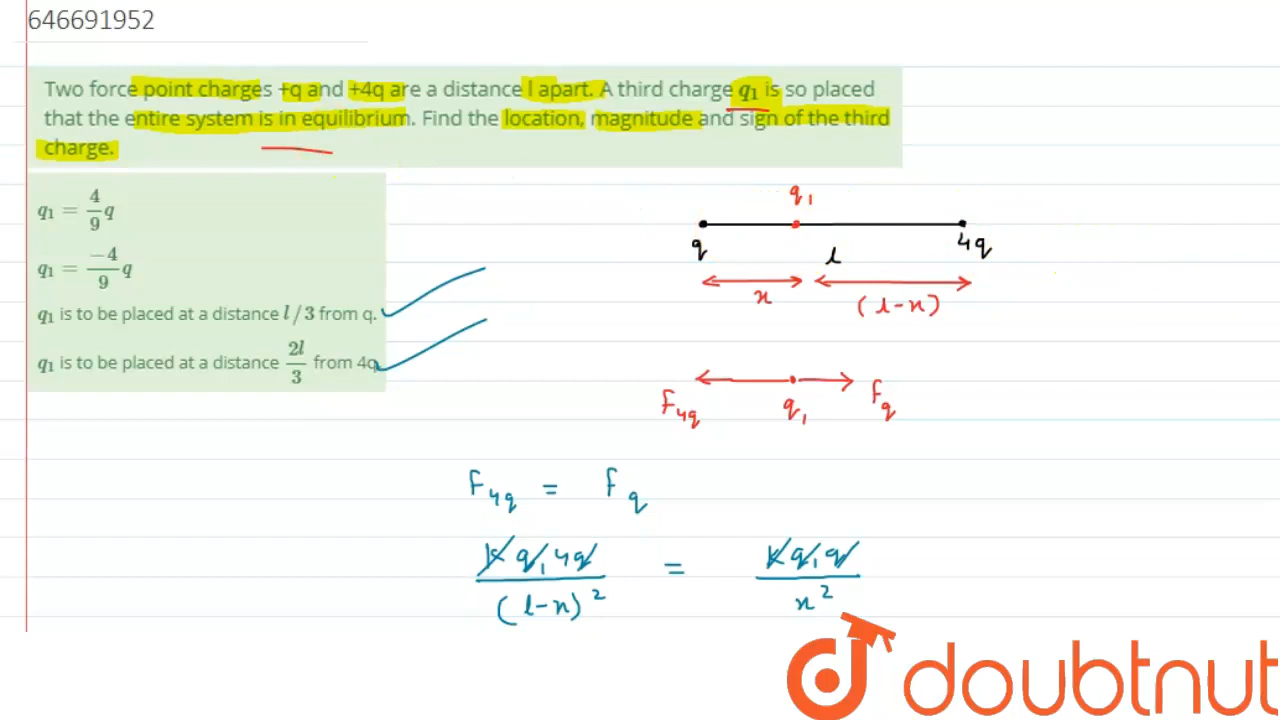 646691952
Two force point charges +q and +4q are a distance l apart. A third charge q₁ is so placed
that the entire system is in equilibrium. Find the location, magnitude and sign of the third
charge.
q₁ = 4/9 q
q₁ = -4/9 q
q₁ is to be placed at a distance l/3 from q.
q₁ is to be placed at a distance 2l/3 from 4q
q₁
q l 4q
x (l-x)
F4q q₁ Fq
F4q = Fq
kq₁4q/(l-x)² = kq₁q/x²
doubtnut